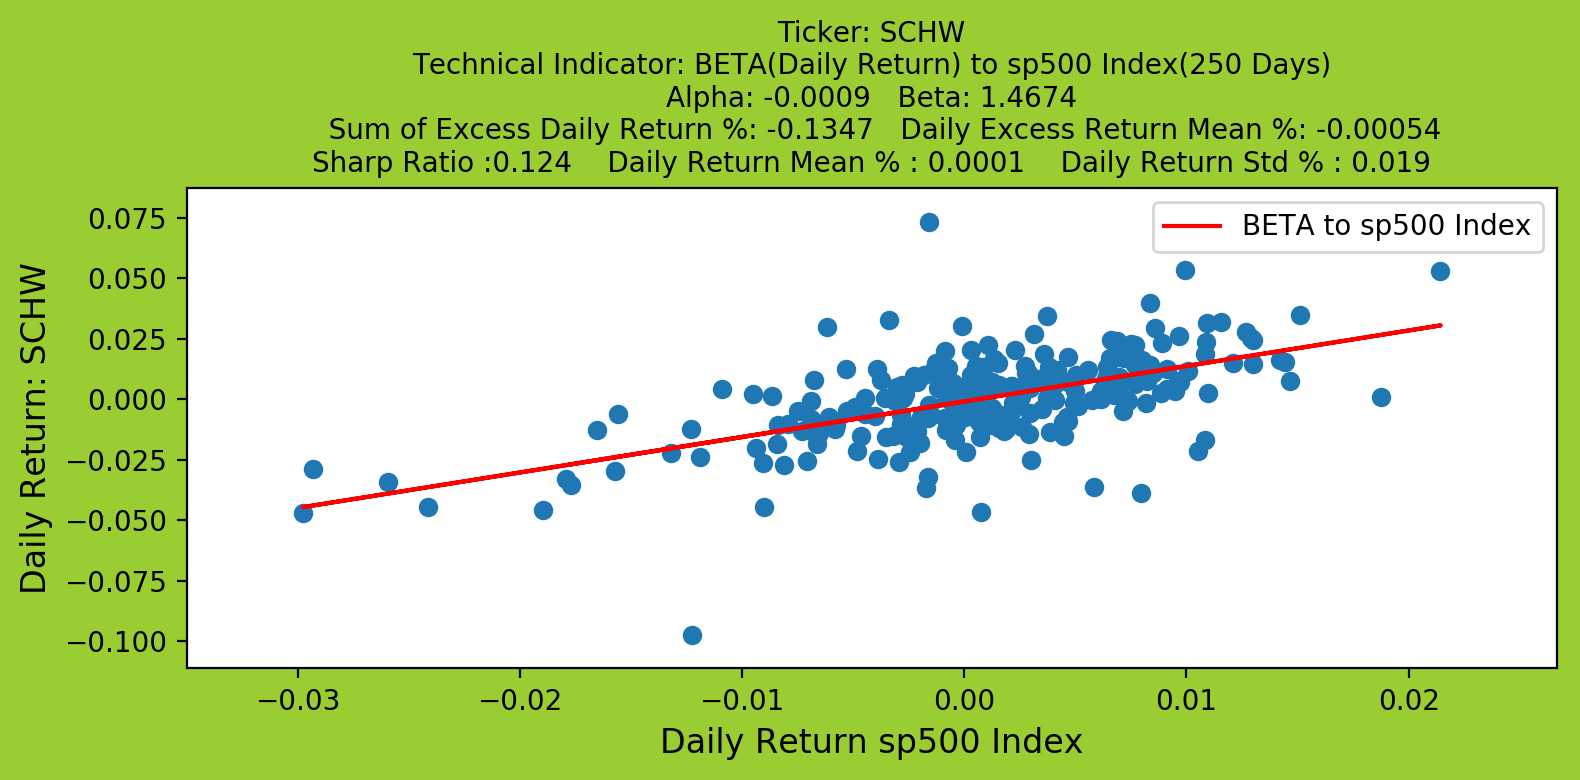 Ticker: SCHW
Technical Indicator: BETA(Daily Return) to sp500 Index(250 Days)
Alpha: -0.0009   Beta: 1.4674
Sum of Excess Daily Return %: -0.1347   Daily Excess Return Mean %: -0.00054
Sharp Ratio :0.124    Daily Return Mean % : 0.0001    Daily Return Std % : 0.019
BETA to sp500 Index
0.075
0.050
0.025
0.000
−0.025
−0.050
−0.075
−0.100
Daily Return: SCHW
−0.03 −0.02 −0.01 0.00 0.01 0.02
Daily Return sp500 Index